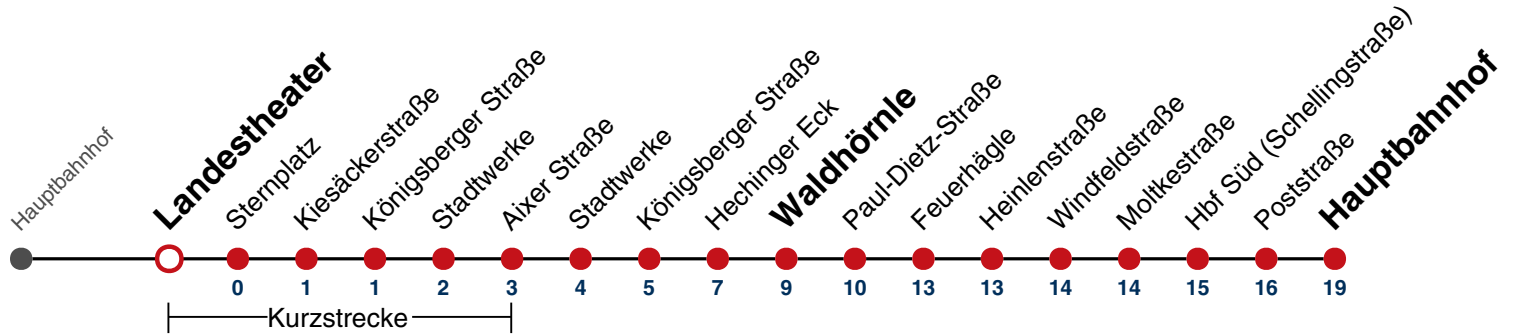 Hauptbahnhof
Landestheater
Sternplatz
Kiesäckerstraße
Königsberger Straße
Stadtwerke
Aixer Straße
Stadtwerke
Königsberger Straße
Hechinger Eck
Waldhörnle
Paul-Dietz-Straße
Feuerhägle
Heinlenstraße
Windfeldstraße
Moltkestraße
Hbf Süd (Schellingstraße)
Poststraße
Hauptbahnhof
0 1 1 2 3 4 5 7 9 10 13 13 14 14 15 16 19
Kurzstrecke